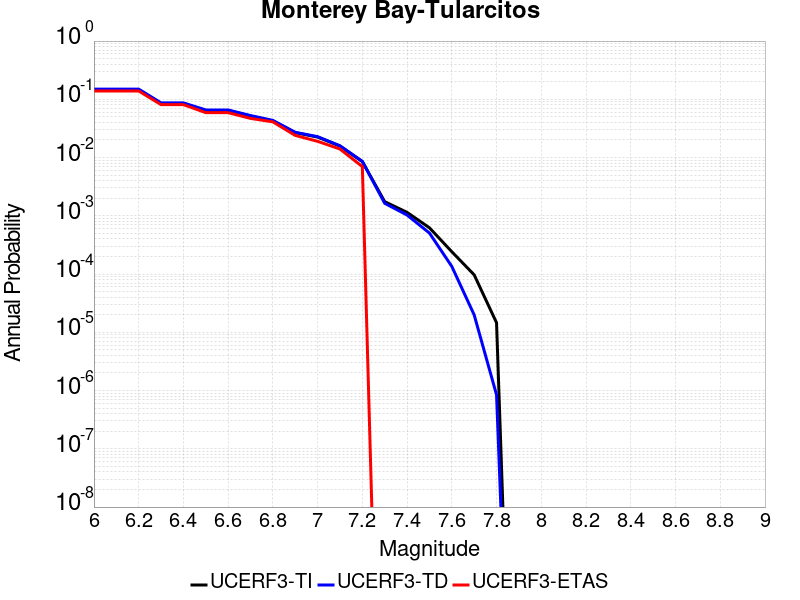 Monterey Bay-Tularcitos
Annual Probability
10^0
10^-1
10^-2
10^-3
10^-4
10^-5
10^-6
10^-7
10^-8
6 6.2 6.4 6.6 6.8 7 7.2 7.4 7.6 7.8 8 8.2 8.4 8.6 8.8 9
Magnitude
UCERF3-TI UCERF3-TD UCERF3-ETAS